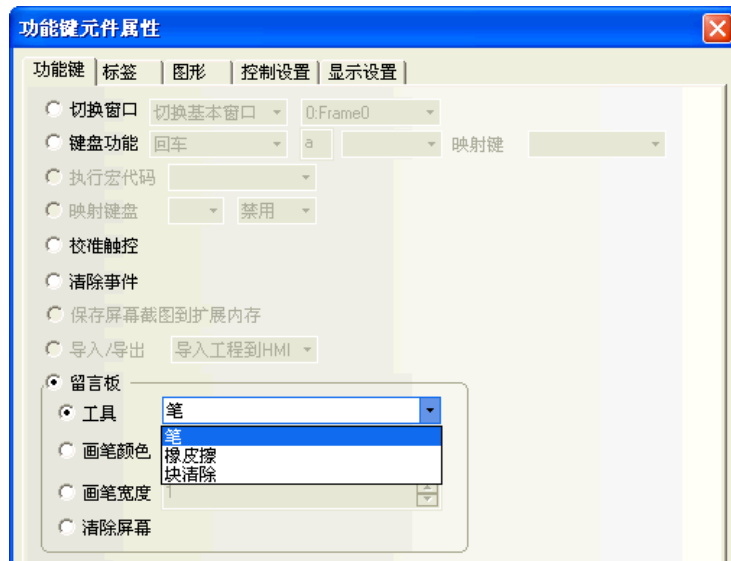 功能键元件属性
功能键 标签 图形 控制设置 显示设置
切换窗口 切换基本窗口 0:Frame0
键盘功能 回车 a 映射键
执行宏代码
映射键盘 禁用
校准触控
清除事件
保存屏幕截图到扩展内存
导入/导出 导入工程到HMI
留言板
工具 笔
笔
橡皮擦
块清除
画笔颜色
画笔宽度 1
清除屏幕